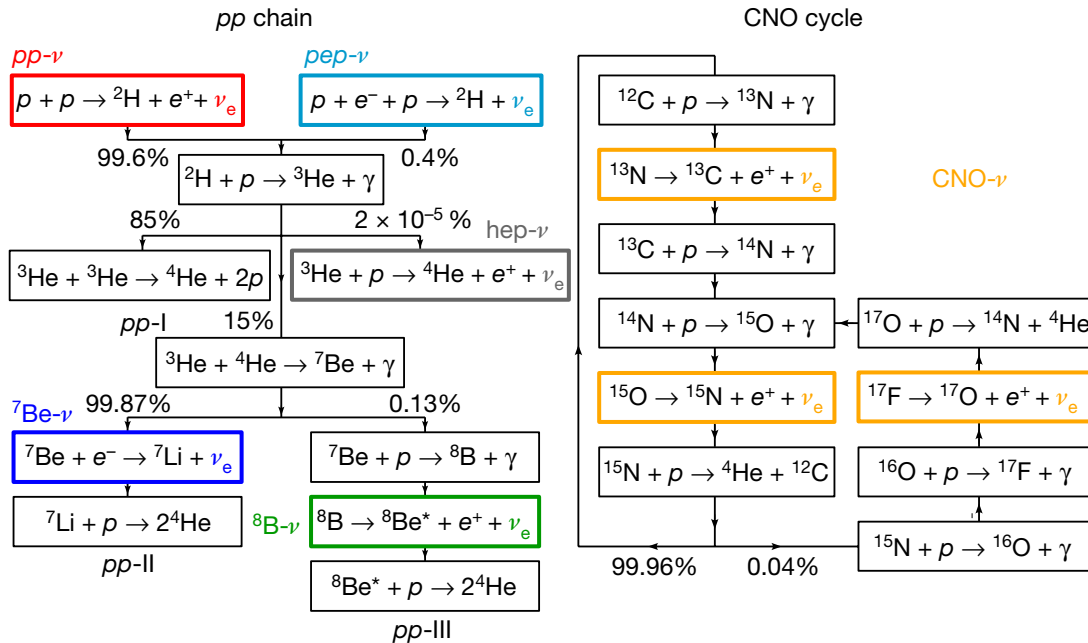 pp chain
pp-ν
pep-ν
p + p → ²H + e⁺ + νₑ
p + e⁻ + p → ²H + νₑ
99.6%
0.4%
²H + p → ³He + γ
85%
2 × 10⁻⁵ %
hep-ν
³He + ³He → ⁴He + 2p
³He + p → ⁴He + e⁺ + νₑ
pp-I
15%
³He + ⁴He → ⁷Be + γ
⁷Be-ν
99.87%
0.13%
⁷Be + e⁻ → ⁷Li + νₑ
⁷Be + p → ⁸B + γ
⁷Li + p → 2⁴He
⁸B-ν
⁸B → ⁸Be* + e⁺ + νₑ
pp-II
⁸Be* + p → 2⁴He
pp-III
CNO cycle
¹²C + p → ¹³N + γ
¹³N → ¹³C + e⁺ + νₑ
CNO-ν
¹³C + p → ¹⁴N + γ
¹⁴N + p → ¹⁵O + γ
¹⁷O + p → ¹⁴N + ⁴He
¹⁵O → ¹⁵N + e⁺ + νₑ
¹⁷F → ¹⁷O + e⁺ + νₑ
¹⁵N + p → ⁴He + ¹²C
¹⁶O + p → ¹⁷F + γ
¹⁵N + p → ¹⁶O + γ
99.96%
0.04%